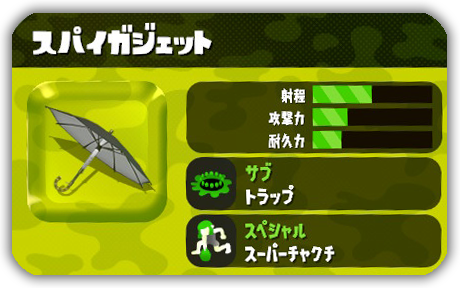 スパイガジェット
射程
攻撃力
耐久力
サブ
トラップ
スペシャル
スーパーチャクチ